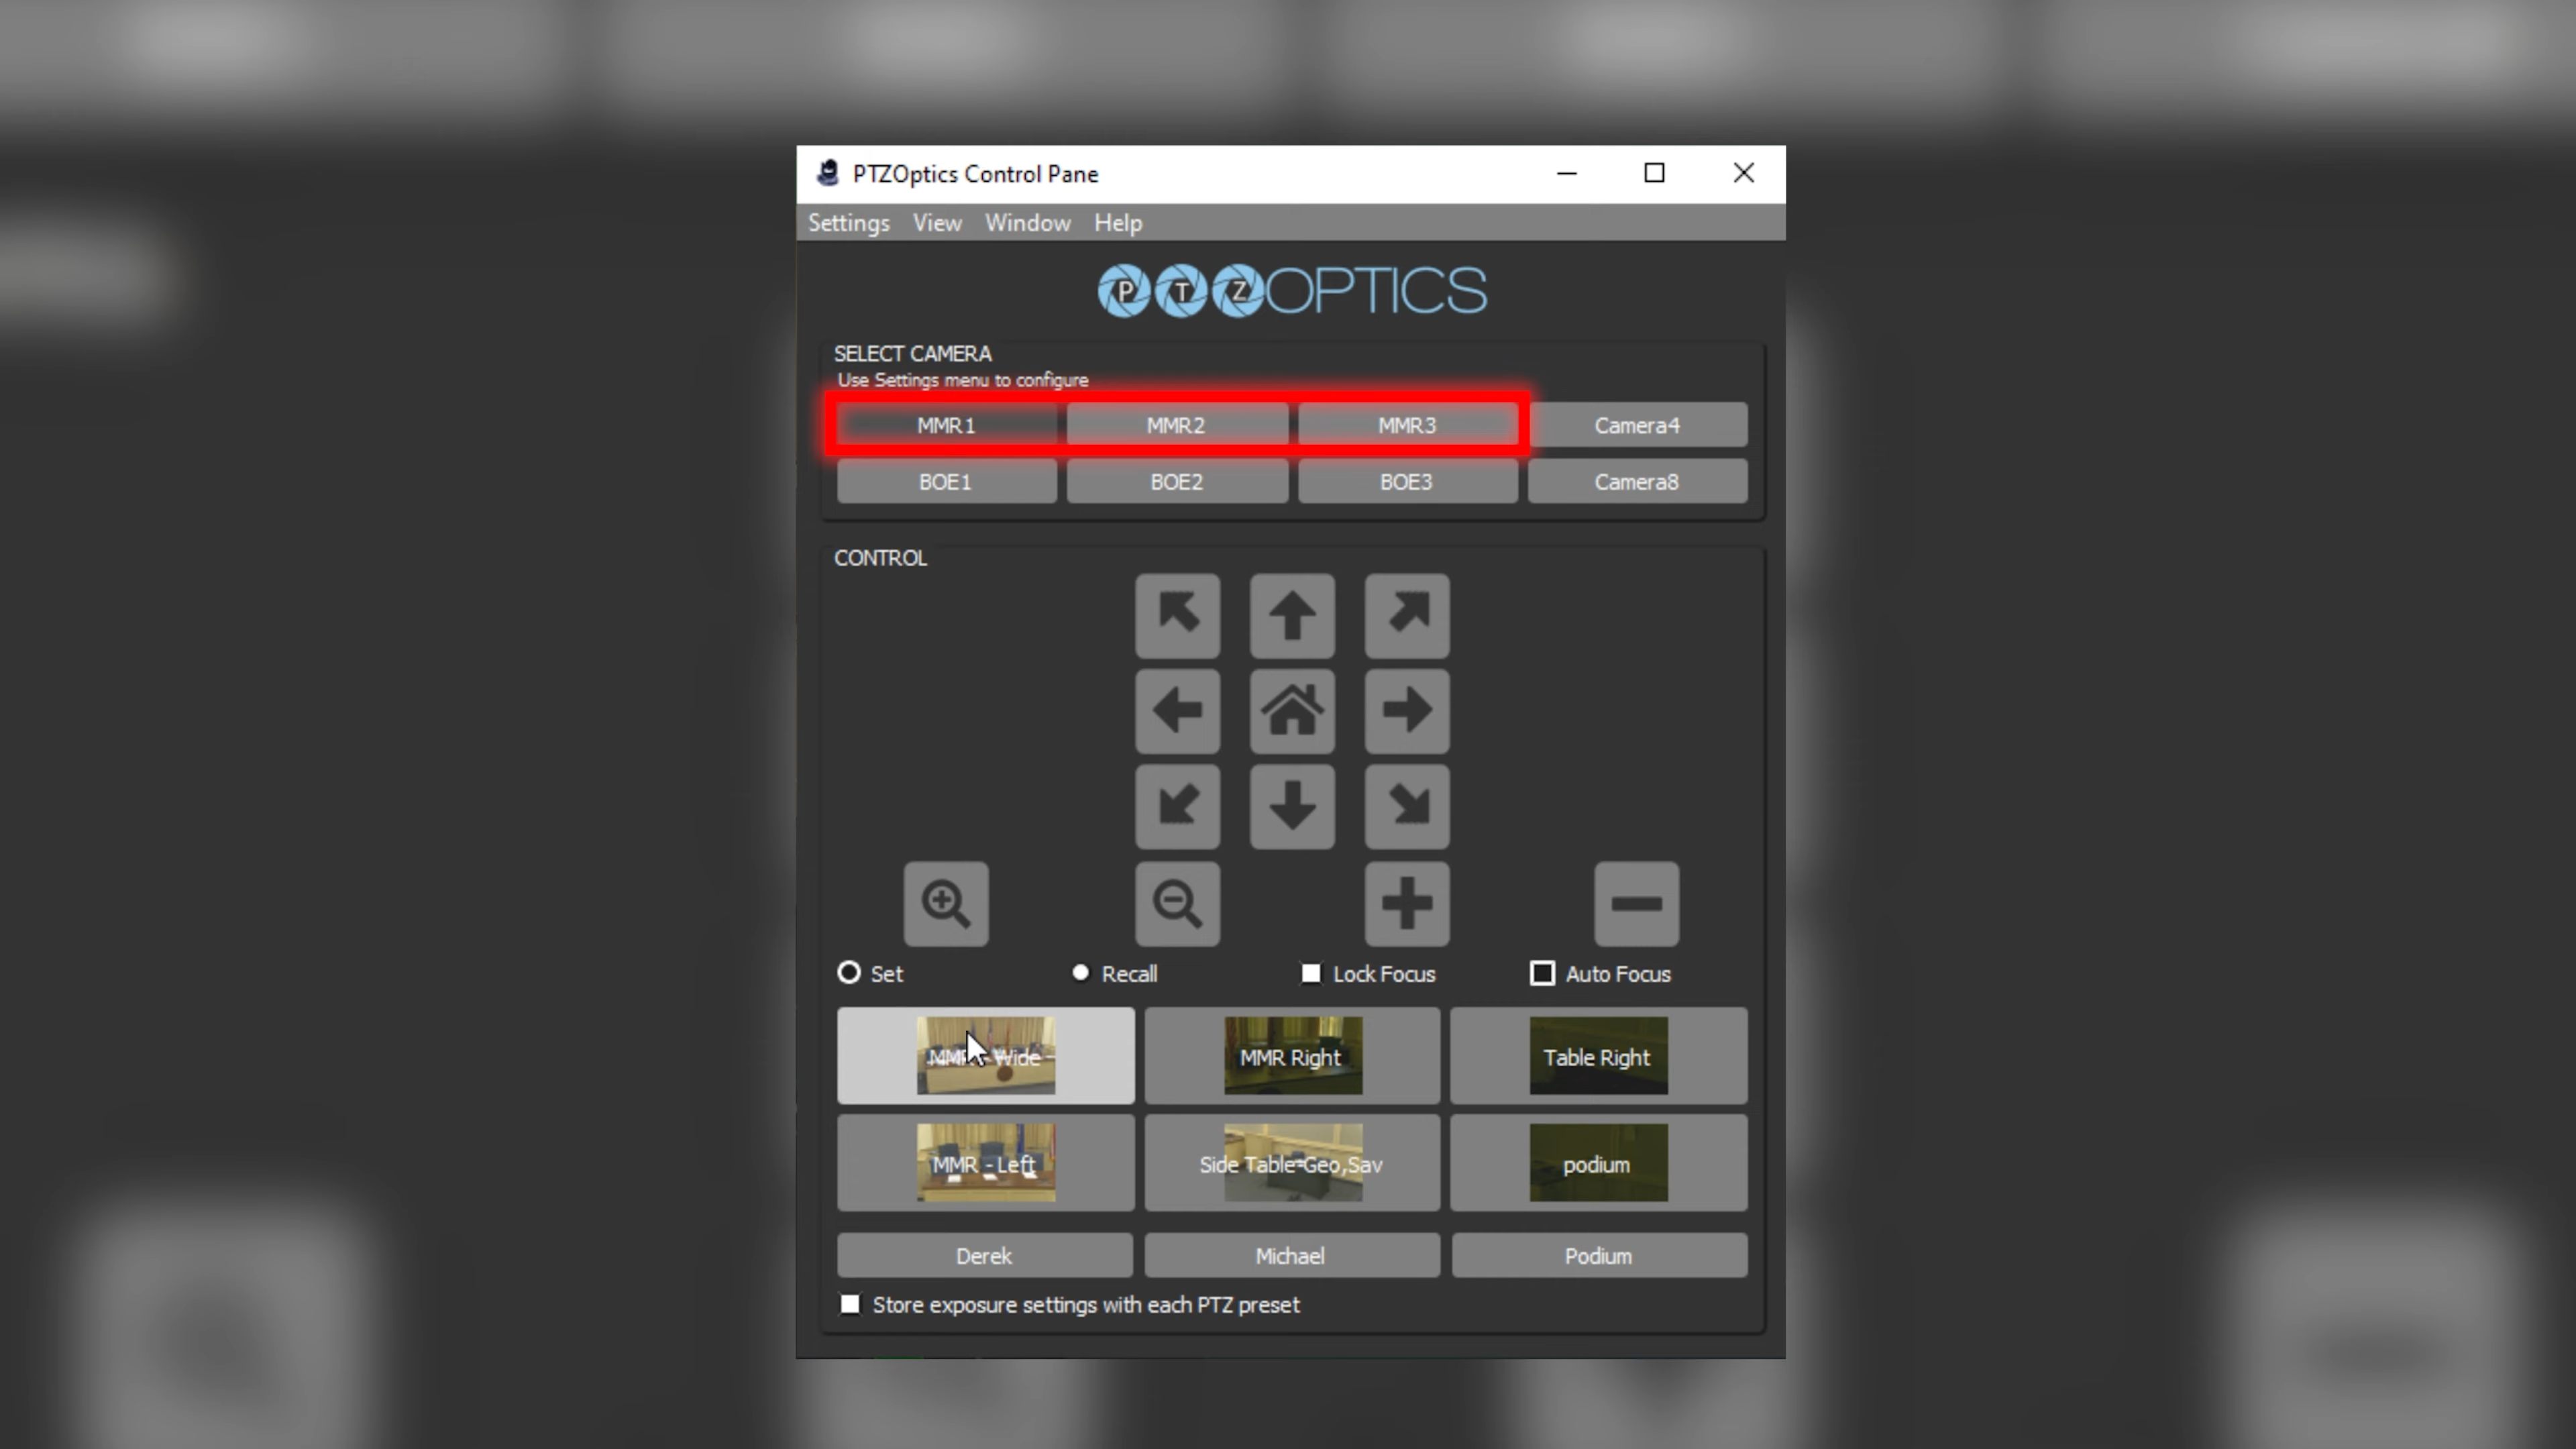 PTZOptics Control Pane
Settings View Window Help
PTZOPTICS
SELECT CAMERA
Use Settings menu to configure
MMR1 MMR2 MMR3 Camera4
BOE1 BOE2 BOE3 Camera8
CONTROL
Set Recall Lock Focus Auto Focus
MMR - Wide - MMR Right Table Right
MMR - Left Side Table-Geo,Sav podium
Derek Michael Podium
Store exposure settings with each PTZ preset